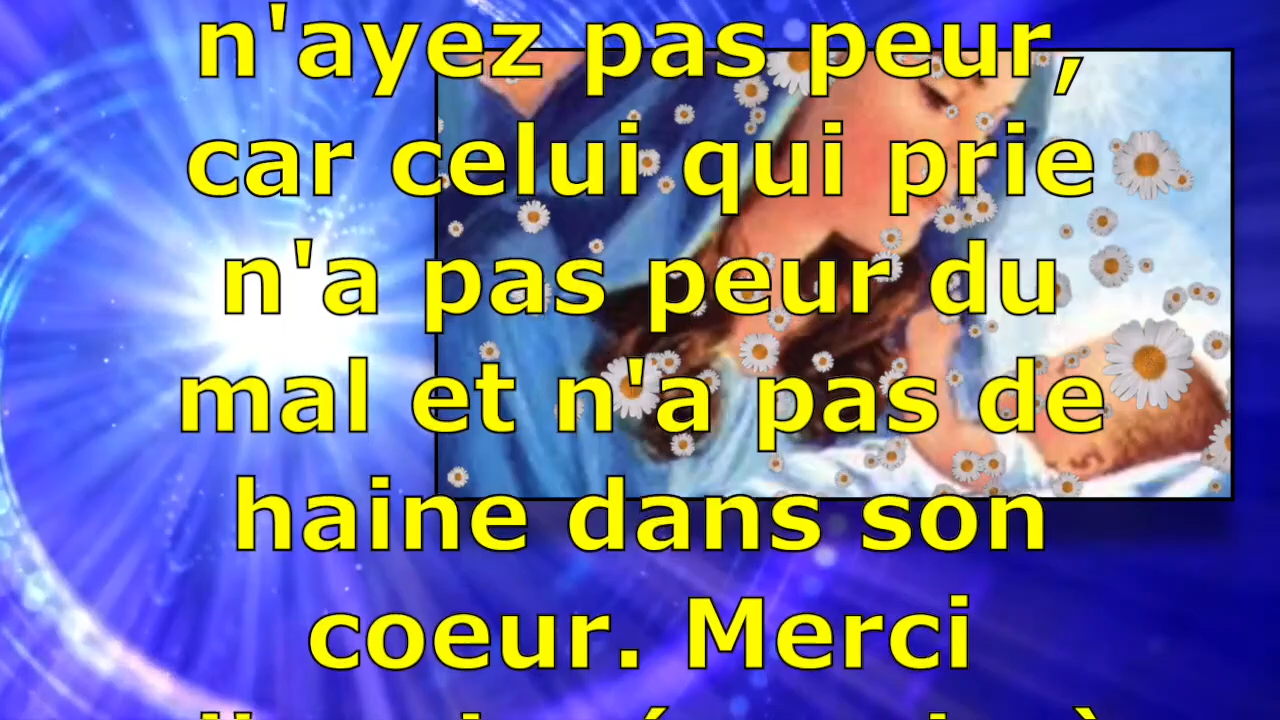 n'ayez pas peur,
car celui qui prie
n'a pas peur du
mal et n'a pas de
haine dans son
coeur. Merci